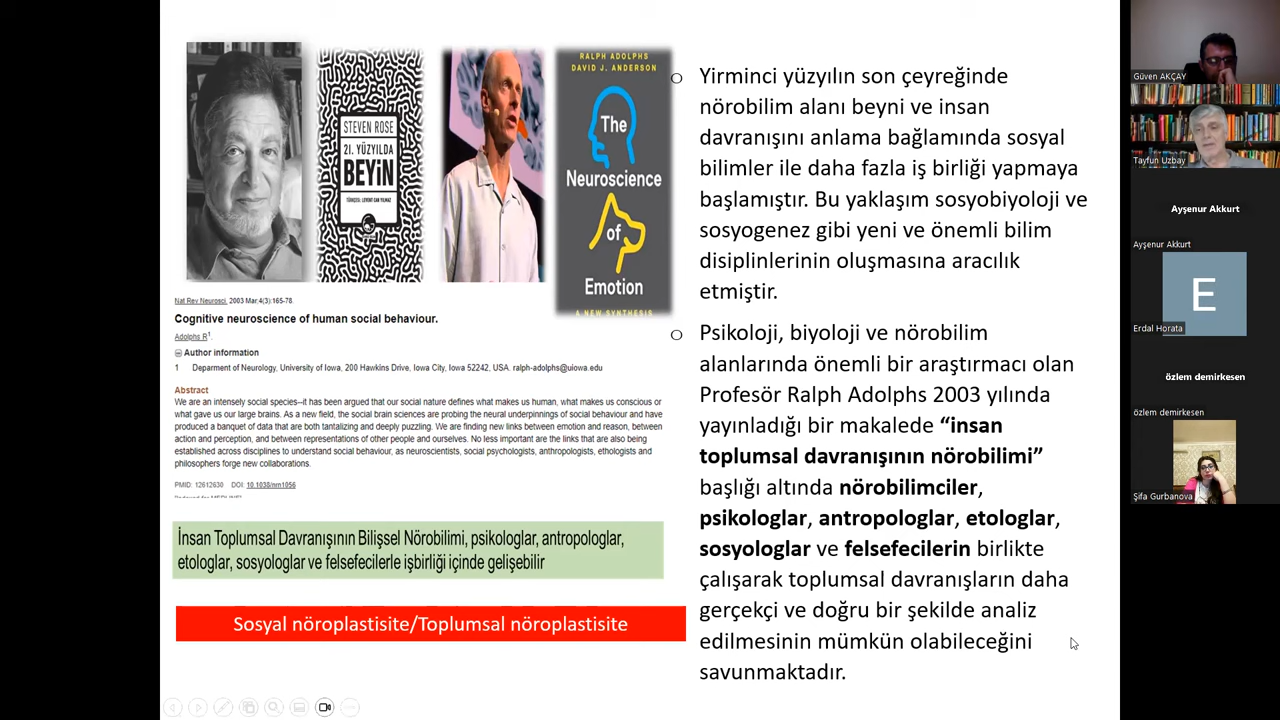 RALPH ADOLPHS
DAVID J. ANDERSON
The
Neuroscience
of
Emotion
A NEW SYNTHESIS
STEVEN ROSE
21. YÜZYILDA
BEYİN
TÜRKÇESİ: LEVENT CAN YILMAZ
Nat Rev Neurosci. 2003 Mar;4(3):165-78.
Cognitive neuroscience of human social behaviour.
Adolphs R1.
Author information
1 Deparment of Neurology, University of Iowa, 200 Hawkins Drive, Iowa City, Iowa 52242, USA. ralph-adolphs@uiowa.edu
Abstract
We are an intensely social species--it has been argued that our social nature defines what makes us human, what makes us conscious or
what gave us our large brains. As a new field, the social brain sciences are probing the neural underpinnings of social behaviour and have
produced a banquet of data that are both tantalizing and deeply puzzling. We are finding new links between emotion and reason, between
action and perception, and between representations of other people and ourselves. No less important are the links that are also being
established across disciplines to understand social behaviour, as neuroscientists, social psychologists, anthropologists, ethologists and
philosophers forge new collaborations.
PMID: 12612630 DOI: 10.1038/nrn1056
İnsan Toplumsal Davranışının Bilişsel Nörobilimi, psikologlar, antropologlar,
etologlar, sosyologlar ve felsefecilerle işbirliği içinde gelişebilir
Sosyal nöroplastisite/Toplumsal nöroplastisite
Yirminci yüzyılın son çeyreğinde
nörobilim alanı beyni ve insan
davranışını anlama bağlamında sosyal
bilimler ile daha fazla iş birliği yapmaya
başlamıştır. Bu yaklaşım sosyobiyoloji ve
sosyogenez gibi yeni ve önemli bilim
disiplinlerinin oluşmasına aracılık
etmiştir.
Psikoloji, biyoloji ve nörobilim
alanlarında önemli bir araştırmacı olan
Profesör Ralph Adolphs 2003 yılında
yayınladığı bir makalede “insan
toplumsal davranışının nörobilimi”
başlığı altında nörobilimciler,
psikologlar, antropologlar, etologlar,
sosyologlar ve felsefecilerin birlikte
çalışarak toplumsal davranışların daha
gerçekçi ve doğru bir şekilde analiz
edilmesinin mümkün olabileceğini
savunmaktadır.
Güven AKÇAY
Tayfun Uzbay
Ayşenur Akkurt
Ayşenur Akkurt
E
Erdal Horata
özlem demirkesen
özlem demirkesen
Şifa Gurbanova